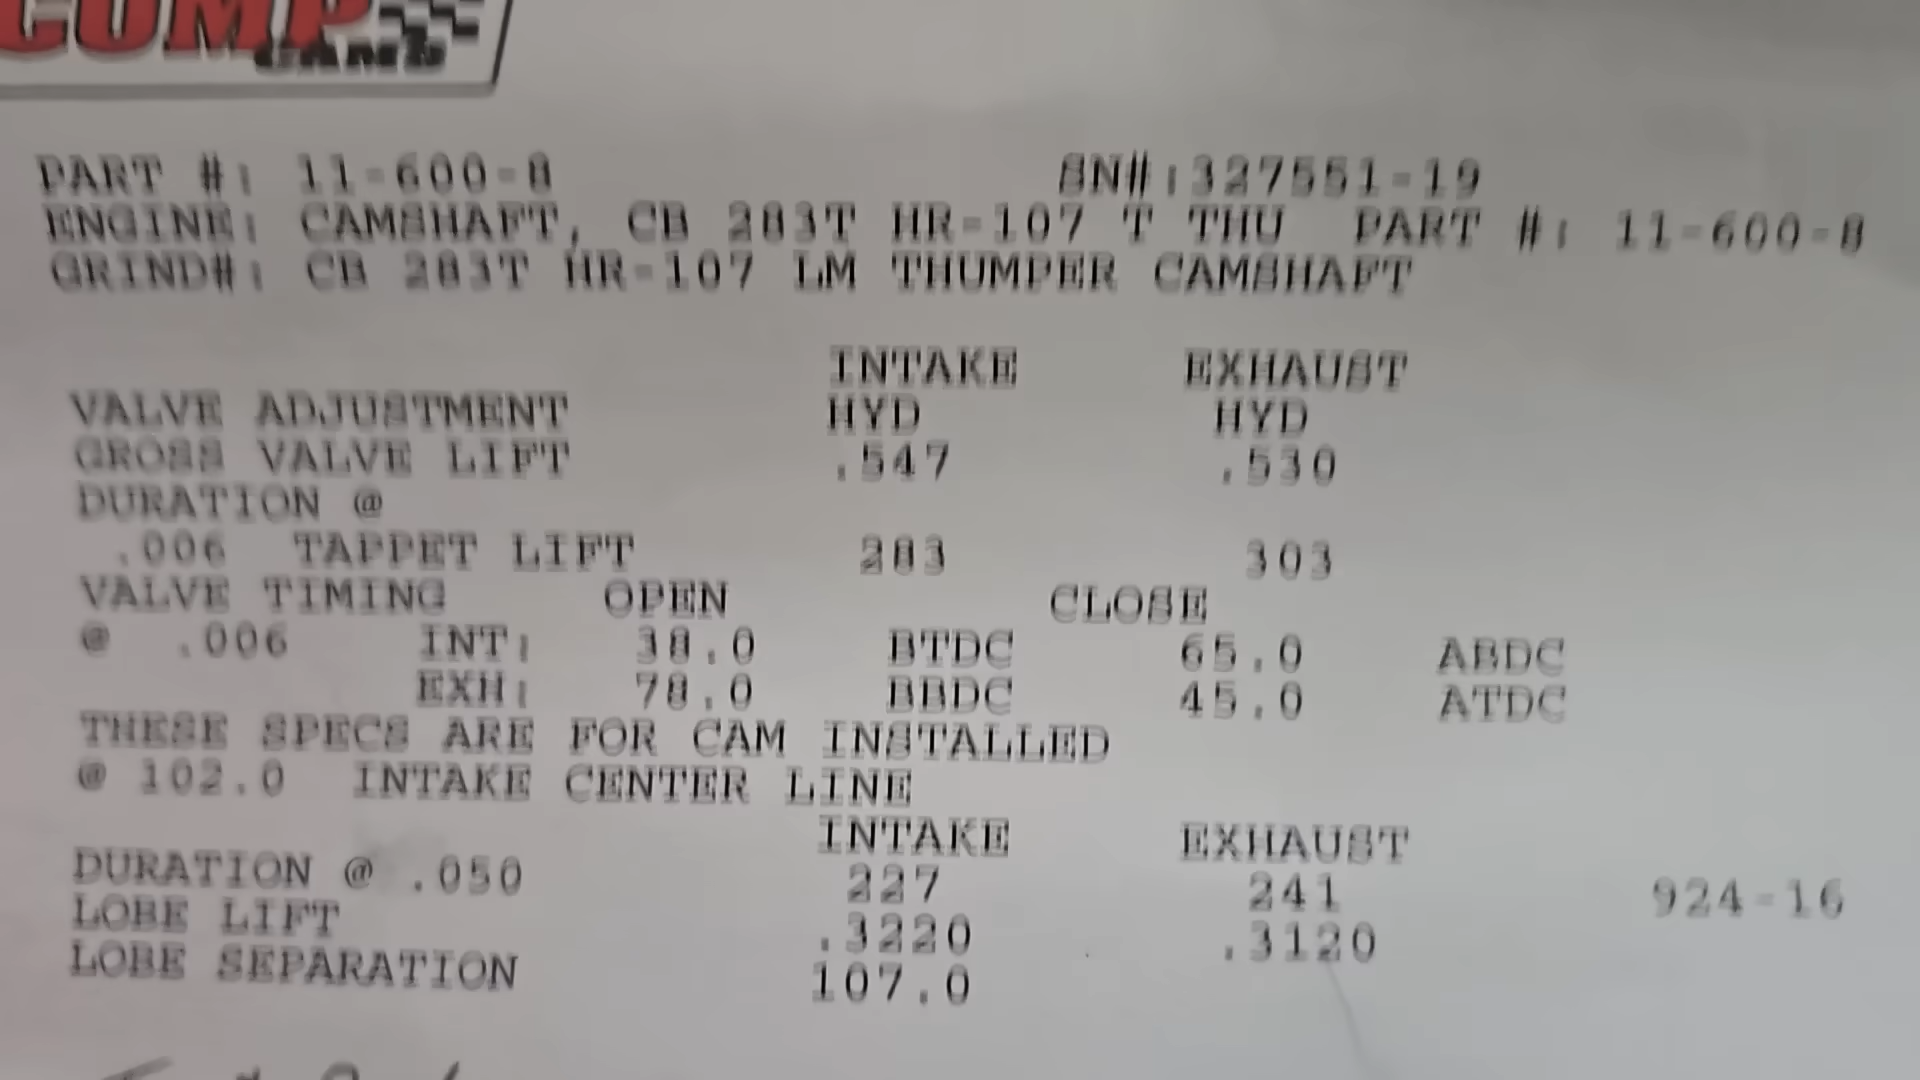 COMP
CAMS
PART #: 11-600-8 SN#:327551-19
ENGINE: CAMSHAFT, CB 283T HR-107 T THU PART #: 11-600-8
GRIND#: CB 283T HR-107 LM THUMPER CAMSHAFT
INTAKE EXHAUST
VALVE ADJUSTMENT HYD HYD
GROSS VALVE LIFT .547 .530
DURATION @
.006 TAPPET LIFT 283 303
VALVE TIMING OPEN CLOSE
@ .006 INT: 38.0 BTDC 65.0 ABDC
EXH: 78.0 BBDC 45.0 ATDC
THESE SPECS ARE FOR CAM INSTALLED
@ 102.0 INTAKE CENTER LINE
INTAKE EXHAUST
DURATION @ .050 227 241 924-16
LOBE LIFT .3220 .3120
LOBE SEPARATION 107.0